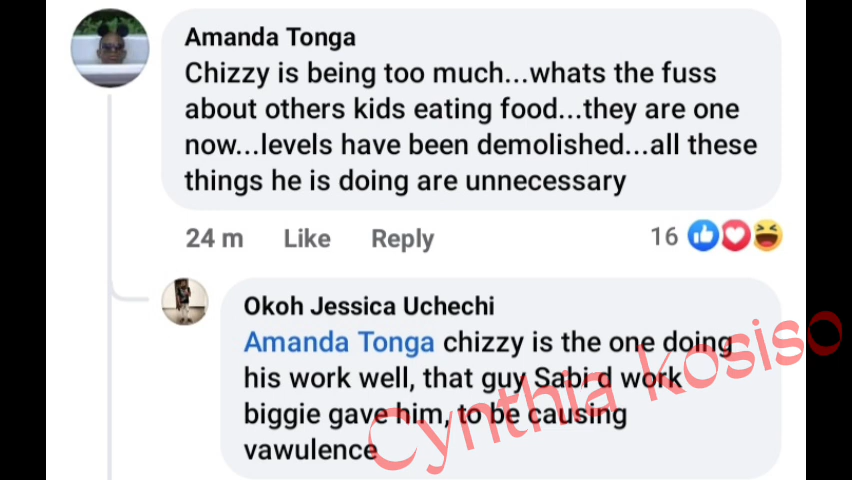 Amanda Tonga
Chizzy is being too much...whats the fuss
about others kids eating food...they are one
now...levels have been demolished...all these
things he is doing are unnecessary
24 m Like Reply 16
Okoh Jessica Uchechi
Amanda Tonga chizzy is the one doing
his work well, that guy Sabi d work
biggie gave him, to be causing
vawulence
Cynthia kosiso